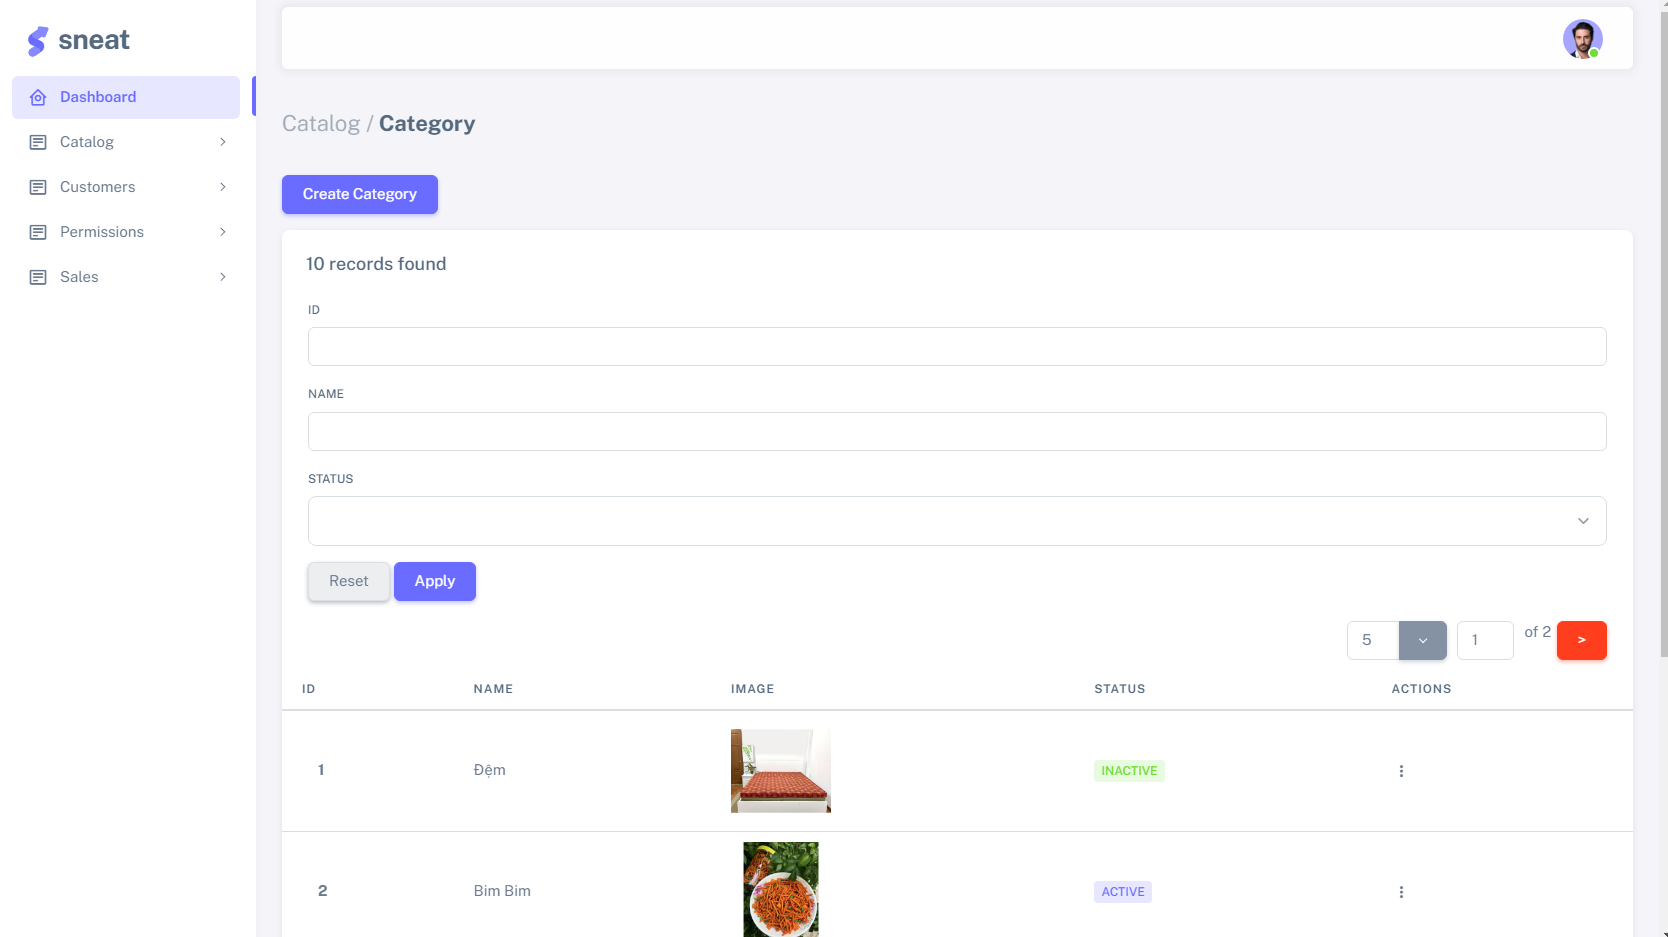 sneat
Dashboard
Catalog
Customers
Permissions
Sales
Catalog / Category
Create Category
10 records found
ID
NAME
STATUS
Reset
Apply
5
1
of 2
>
ID NAME IMAGE STATUS ACTIONS
1 Đệm INACTIVE
2 Bim Bim ACTIVE